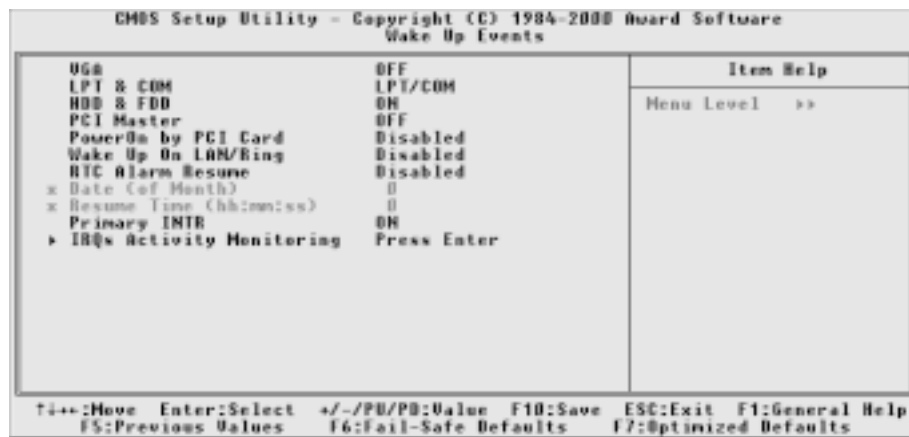 CMOS Setup Utility - Copyright (C) 1984-2000 Award Software
Wake Up Events
VGA OFF
LPT & COM LPT/COM
HDD & FDD ON
PCI Master OFF
PowerOn by PCI Card Disabled
Wake Up On LAN/Ring Disabled
RTC Alarm Resume Disabled
x Date (of Month) 0
x Resume Time (hh:mm:ss) 0
Primary INTR ON
▸ IRQs Activity Monitoring Press Enter
Item Help
Menu Level ▸▸
↑↓→←:Move Enter:Select +/-/PU/PD:Value F10:Save ESC:Exit F1:General Help
F5:Previous Values F6:Fail-Safe Defaults F7:Optimized Defaults